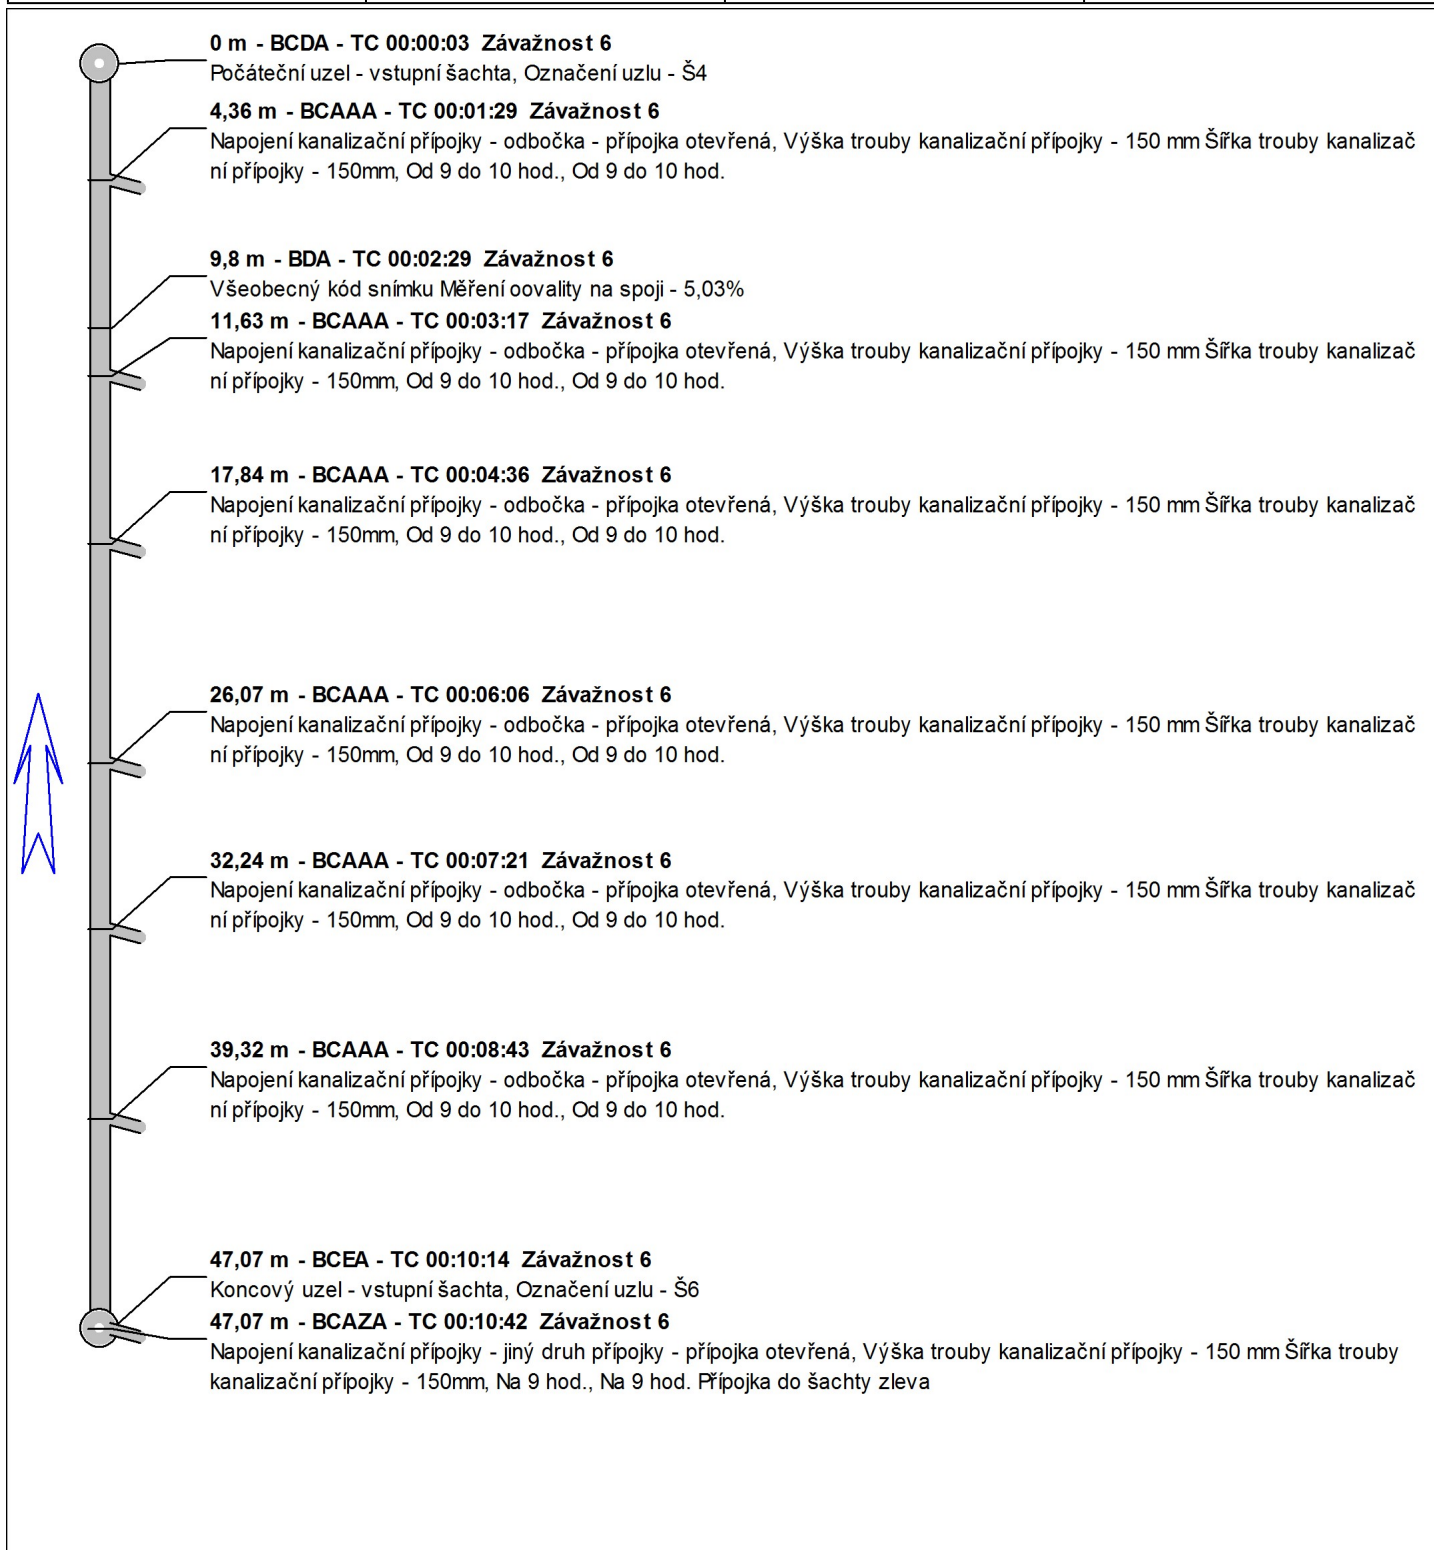 0 m - BCDA - TC 00:00:03 Závažnost 6
Počáteční uzel - vstupní šachta, Označení uzlu - Š4
4,36 m - BCAAA - TC 00:01:29 Závažnost 6
Napojení kanalizační přípojky - odbočka - přípojka otevřená, Výška trouby kanalizační přípojky - 150 mm Šířka trouby kanalizač
ní přípojky - 150mm, Od 9 do 10 hod., Od 9 do 10 hod.
9,8 m - BDA - TC 00:02:29 Závažnost 6
Všeobecný kód snímku Měření oovality na spoji - 5,03%
11,63 m - BCAAA - TC 00:03:17 Závažnost 6
Napojení kanalizační přípojky - odbočka - přípojka otevřená, Výška trouby kanalizační přípojky - 150 mm Šířka trouby kanalizač
ní přípojky - 150mm, Od 9 do 10 hod., Od 9 do 10 hod.
17,84 m - BCAAA - TC 00:04:36 Závažnost 6
Napojení kanalizační přípojky - odbočka - přípojka otevřená, Výška trouby kanalizační přípojky - 150 mm Šířka trouby kanalizač
ní přípojky - 150mm, Od 9 do 10 hod., Od 9 do 10 hod.
26,07 m - BCAAA - TC 00:06:06 Závažnost 6
Napojení kanalizační přípojky - odbočka - přípojka otevřená, Výška trouby kanalizační přípojky - 150 mm Šířka trouby kanalizač
ní přípojky - 150mm, Od 9 do 10 hod., Od 9 do 10 hod.
32,24 m - BCAAA - TC 00:07:21 Závažnost 6
Napojení kanalizační přípojky - odbočka - přípojka otevřená, Výška trouby kanalizační přípojky - 150 mm Šířka trouby kanalizač
ní přípojky - 150mm, Od 9 do 10 hod., Od 9 do 10 hod.
39,32 m - BCAAA - TC 00:08:43 Závažnost 6
Napojení kanalizační přípojky - odbočka - přípojka otevřená, Výška trouby kanalizační přípojky - 150 mm Šířka trouby kanalizač
ní přípojky - 150mm, Od 9 do 10 hod., Od 9 do 10 hod.
47,07 m - BCEA - TC 00:10:14 Závažnost 6
Koncový uzel - vstupní šachta, Označení uzlu - Š6
47,07 m - BCAZA - TC 00:10:42 Závažnost 6
Napojení kanalizační přípojky - jiný druh přípojky - přípojka otevřená, Výška trouby kanalizační přípojky - 150 mm Šířka trouby
kanalizační přípojky - 150mm, Na 9 hod., Na 9 hod. Přípojka do šachty zleva